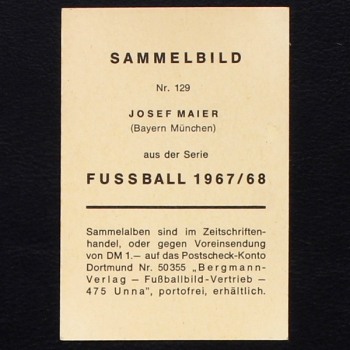 SAMMELBILD
Nr. 129
JOSEF MAIER
(Bayern München)
aus der Serie
FUSSBALL 1967/68
Sammelalben sind im Zeitschriften-
handel, oder gegen Voreinsendung
von DM 1.— auf das Postscheck-Konto
Dortmund Nr. 50355 „Bergmann-
Verlag — Fußballbild-Vertrieb —
475 Unna", portofrei, erhältlich.